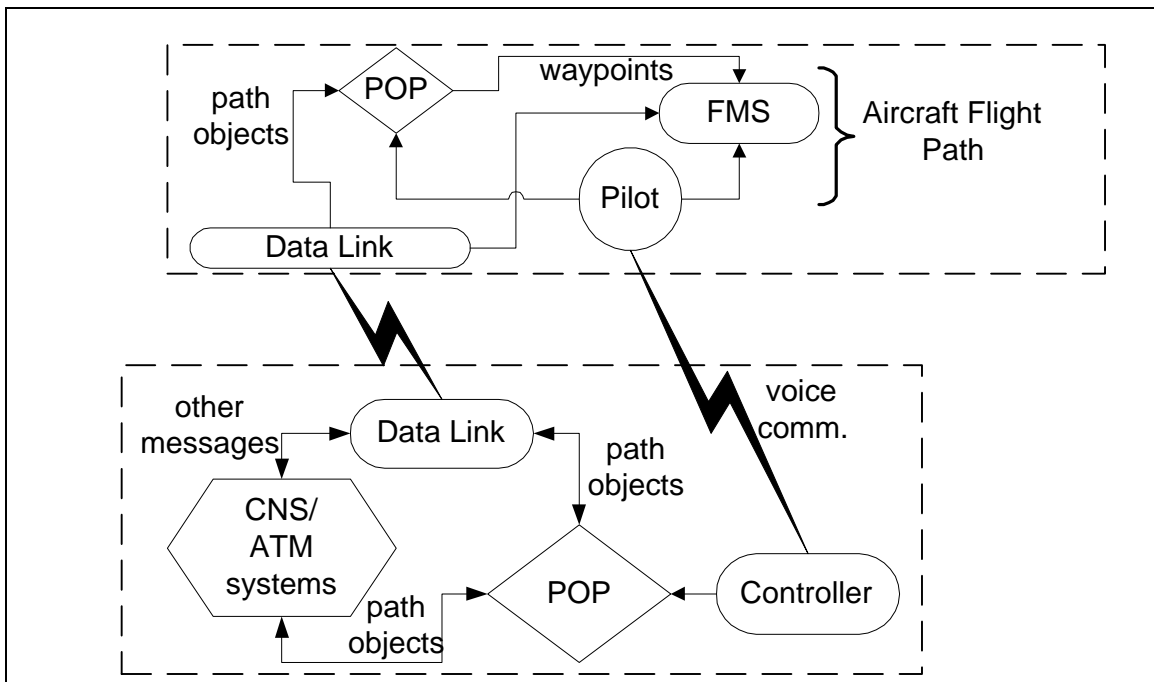 waypoints
POP
path
objects
FMS
Aircraft Flight
Path
Pilot
Data Link
voice
comm.
other
messages
Data Link
path
objects
CNS/
ATM
systems
POP
Controller
path
objects